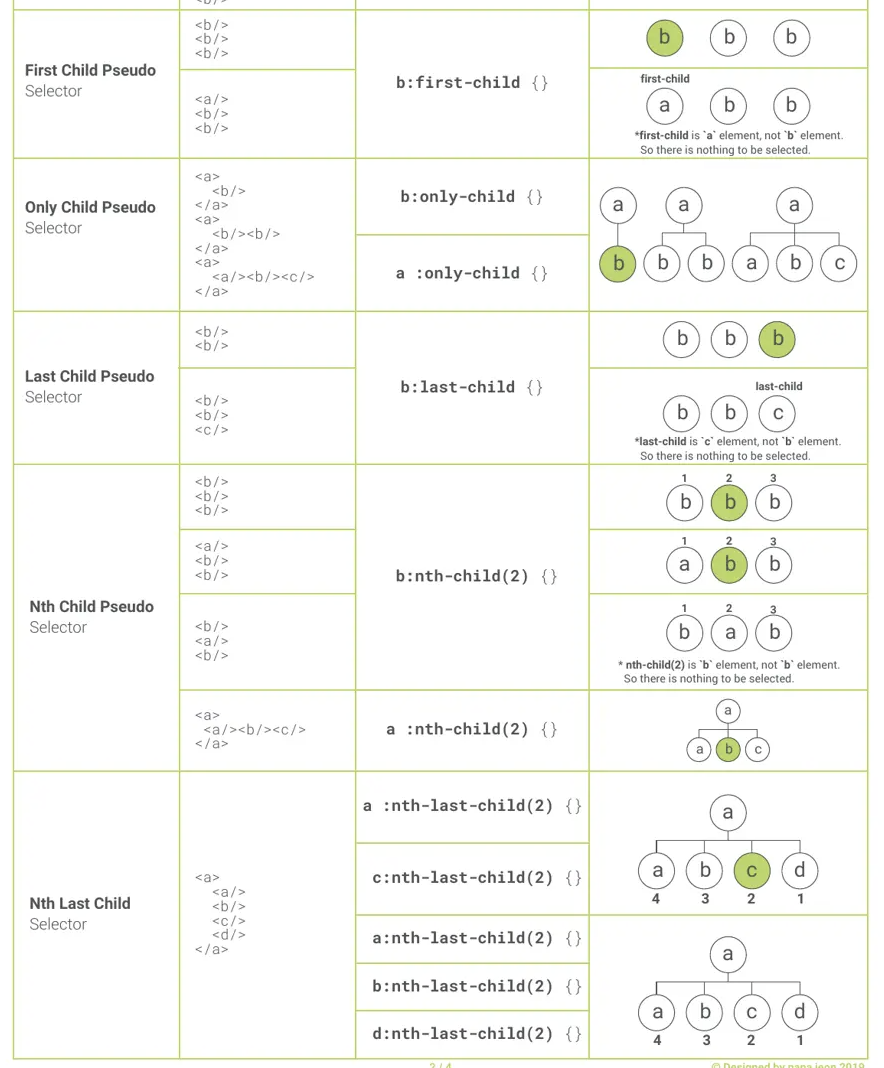 <b/>
<b/>
<b/>
<b/>
b b b
First Child Pseudo
Selector
b:first-child {}
<a/>
<b/>
<b/>
first-child
a b b
*first-child is `a` element, not `b` element.
So there is nothing to be selected.
Only Child Pseudo
Selector
<a>
<b/>
</a>
<a>
<b/><b/>
</a>
<a>
<a/><b/><c/>
</a>
b:only-child {}
a :only-child {}
a a a
b b b a b c
Last Child Pseudo
Selector
<b/>
<b/>
b:last-child {}
b b b
<b/>
<b/>
<c/>
last-child
b b c
*last-child is `c` element, not `b` element.
So there is nothing to be selected.
Nth Child Pseudo
Selector
<b/>
<b/>
<b/>
b:nth-child(2) {}
1 2 3
b b b
<a/>
<b/>
<b/>
1 2 3
a b b
<b/>
<a/>
<b/>
1 2 3
b a b
* nth-child(2) is `b` element, not `b` element.
So there is nothing to be selected.
<a>
<a/><b/><c/>
</a>
a :nth-child(2) {}
a
a b c
Nth Last Child
Selector
<a>
<a/>
<b/>
<c/>
<d/>
</a>
a :nth-last-child(2) {}
c:nth-last-child(2) {}
a
a b c d
4 3 2 1
a:nth-last-child(2) {}
b:nth-last-child(2) {}
d:nth-last-child(2) {}
a
a b c d
4 3 2 1
2 / 4
© Designed by nana jeon 2019